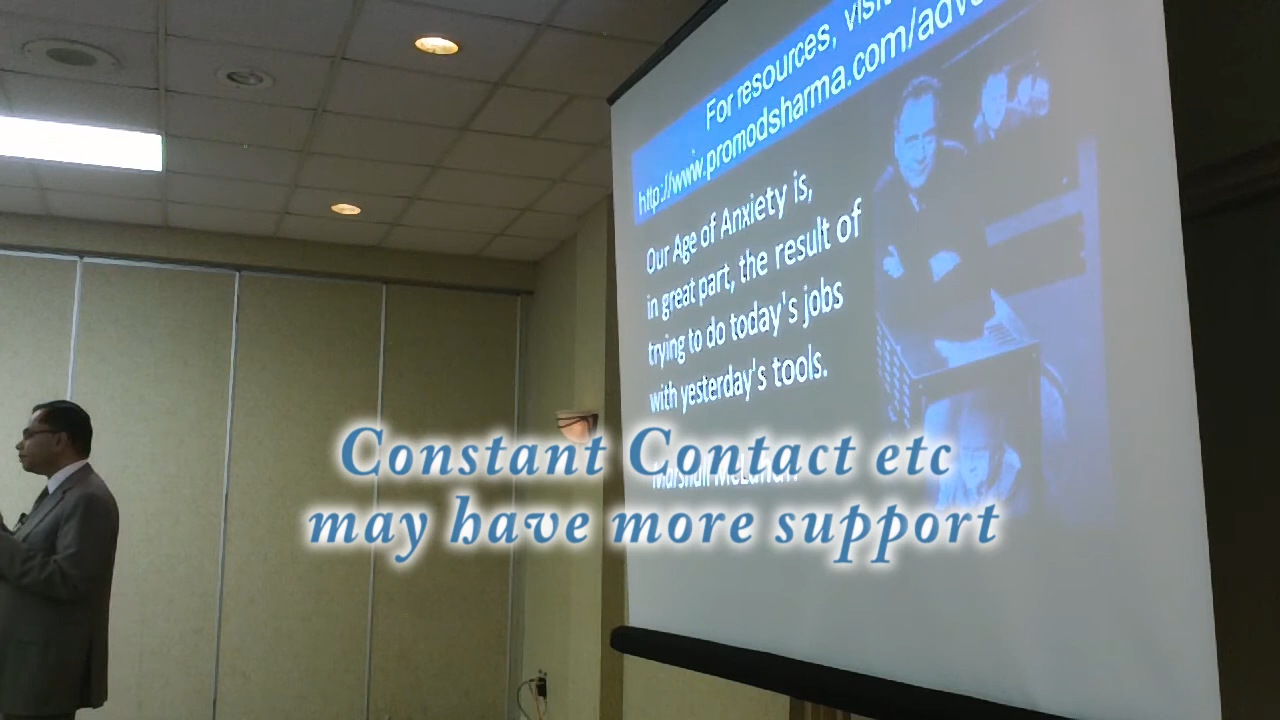 For resources, visit
http://www.promodsharma.com/adv
Our Age of Anxiety is,
in great part, the result of
trying to do today's jobs
with yesterday's tools.
Marshall McLuhan
Constant Contact etc
may have more support